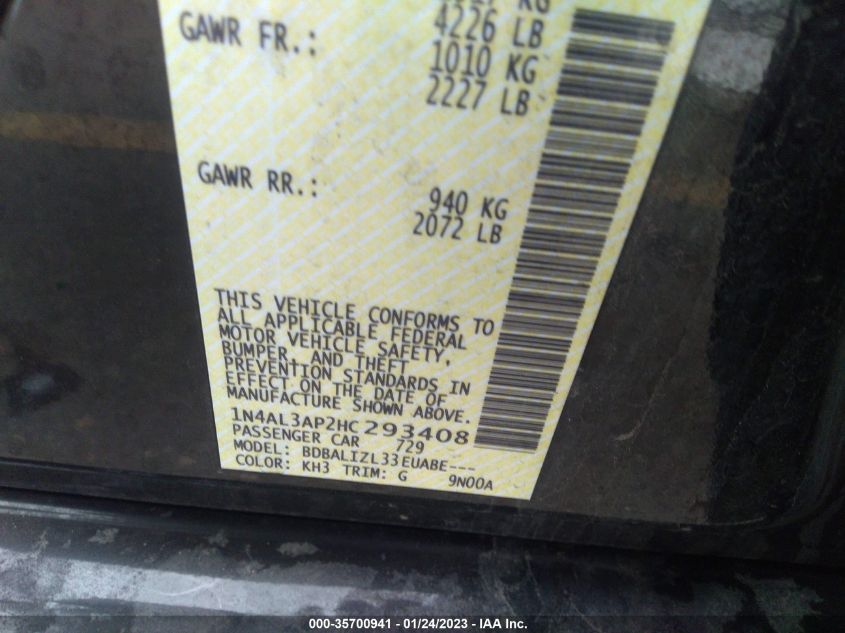 4226 LB
GAWR FR.:
1010 KG
2227 LB
GAWR RR.:
940 KG
2072 LB
THIS VEHICLE CONFORMS TO
ALL APPLICABLE FEDERAL
MOTOR VEHICLE SAFETY,
BUMPER, AND THEFT
PREVENTION STANDARDS IN
EFFECT ON THE DATE OF
MANUFACTURE SHOWN ABOVE.
1N4AL3AP2HC293408
PASSENGER CAR 729
MODEL: BDBALIZL33EUABE---
COLOR: KH3 TRIM: G 9N00A
000-35700941 - 01/24/2023 - IAA Inc.